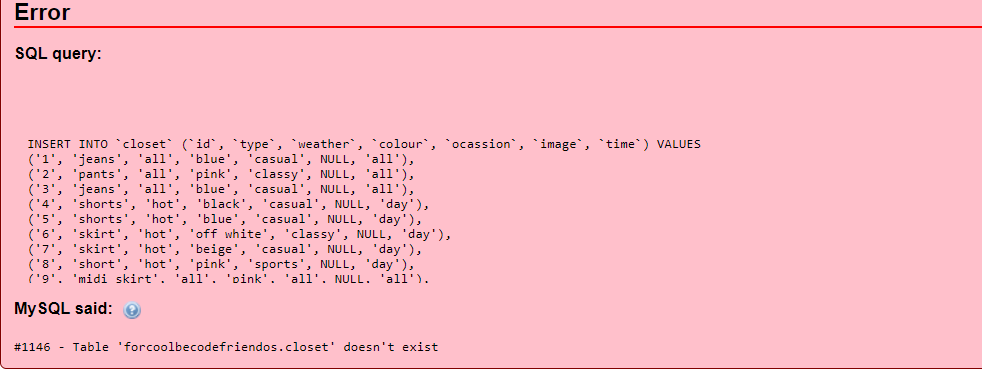 Error
SQL query:
INSERT INTO `closet` (`id`, `type`, `weather`, `colour`, `ocassion`, `image`, `time`) VALUES
('1', 'jeans', 'all', 'blue', 'casual', NULL, 'all'),
('2', 'pants', 'all', 'pink', 'classy', NULL, 'all'),
('3', 'jeans', 'all', 'blue', 'casual', NULL, 'all'),
('4', 'shorts', 'hot', 'black', 'casual', NULL, 'day'),
('5', 'shorts', 'hot', 'blue', 'casual', NULL, 'day'),
('6', 'skirt', 'hot', 'off white', 'classy', NULL, 'day'),
('7', 'skirt', 'hot', 'beige', 'casual', NULL, 'day'),
('8', 'short', 'hot', 'pink', 'sports', NULL, 'day'),
('9', 'midi skirt', 'all', 'pink', 'all', NULL, 'all'),
MySQL said:
#1146 - Table 'forcoolbecodefriendos.closet' doesn't exist